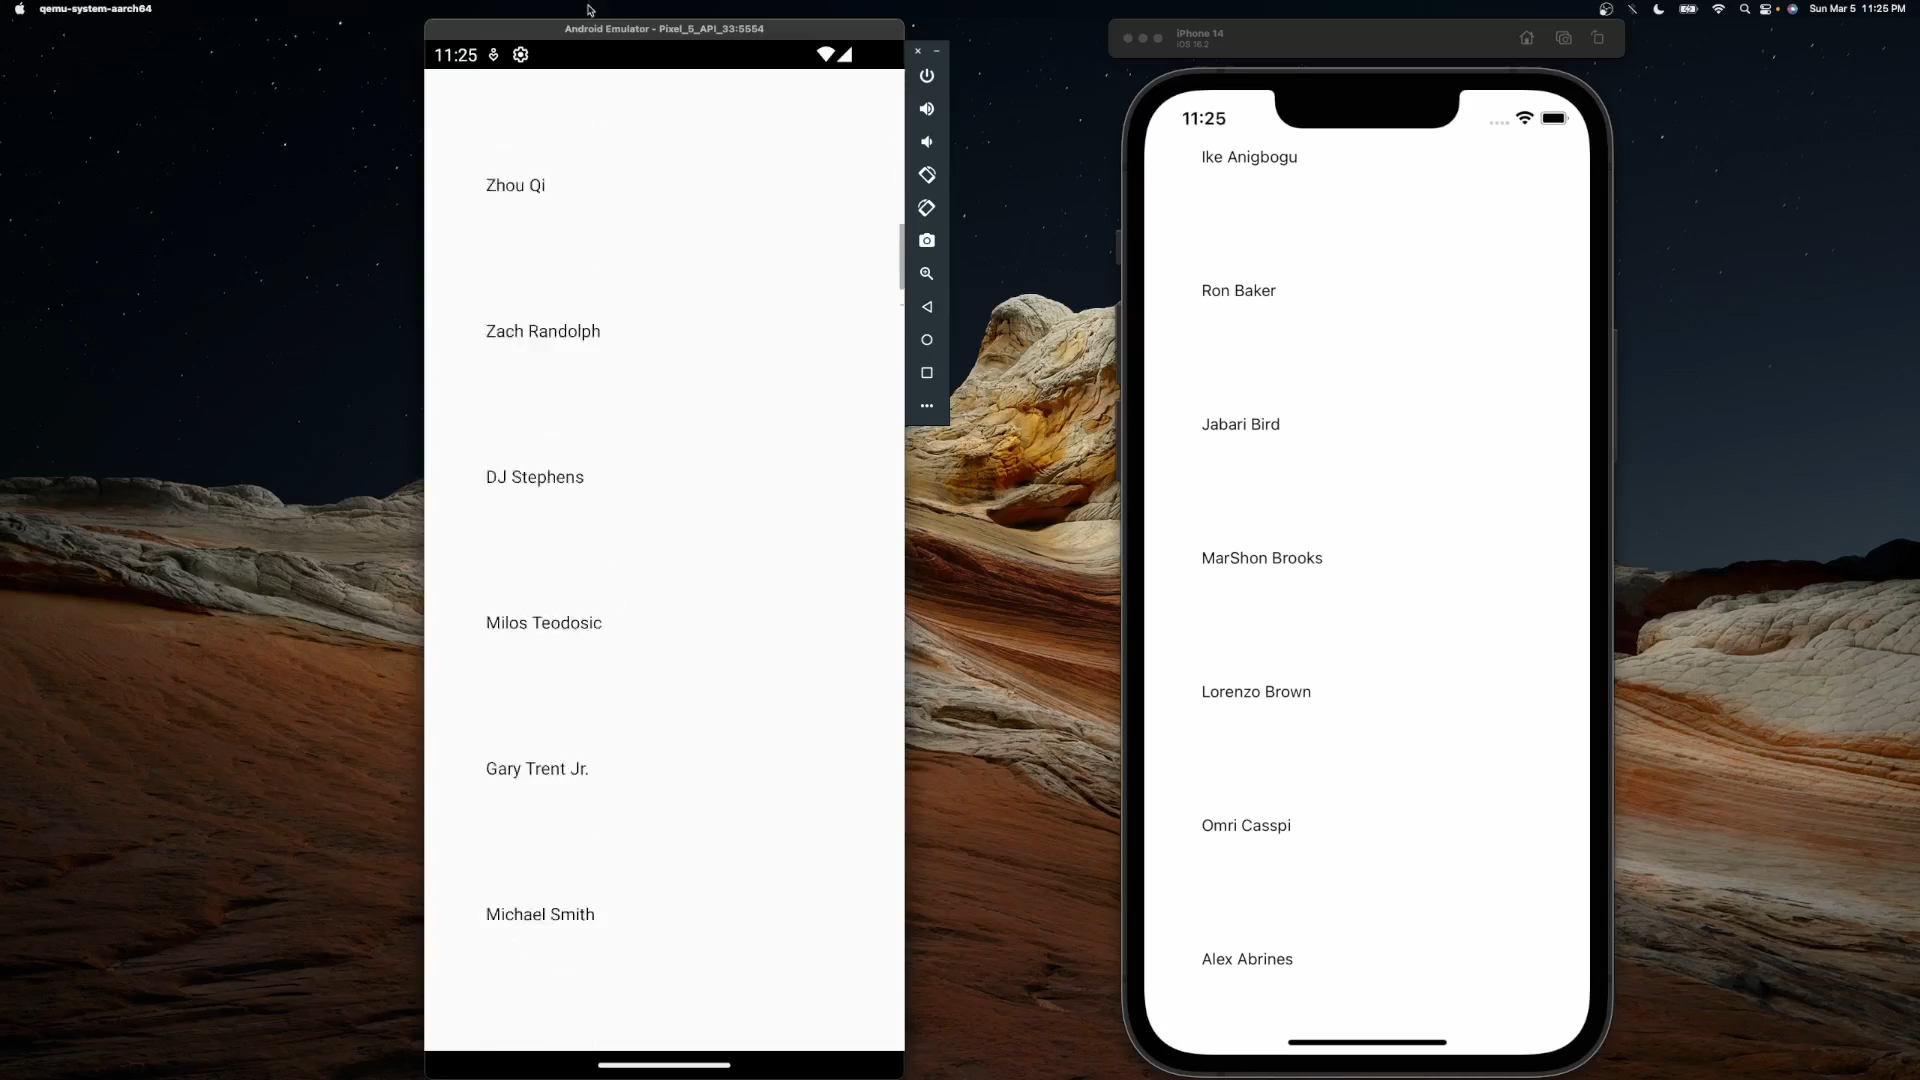 qemu-system-aarch64
Sun Mar 5 11:25 PM
Android Emulator - Pixel_5_API_33:5554
11:25
Zhou Qi
Zach Randolph
DJ Stephens
Milos Teodosic
Gary Trent Jr.
Michael Smith
iPhone 14
iOS 16.2
11:25
Ike Anigbogu
Ron Baker
Jabari Bird
MarShon Brooks
Lorenzo Brown
Omri Casspi
Alex Abrines